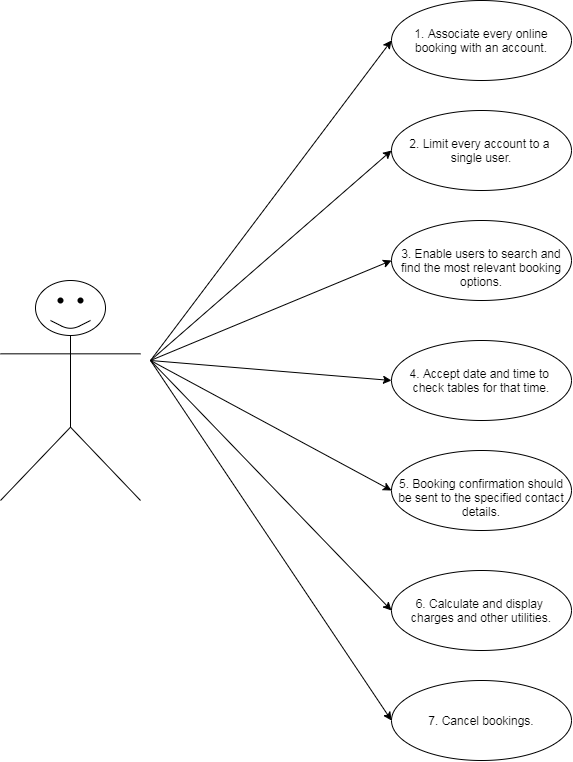 1. Associate every online
booking with an account.
2. Limit every account to a
single user.
3. Enable users to search and
find the most relevant booking
options.
4. Accept date and time to
check tables for that time.
5. Booking confirmation should
be sent to the specified contact
details.
6. Calculate and display
charges and other utilities.
7. Cancel bookings.